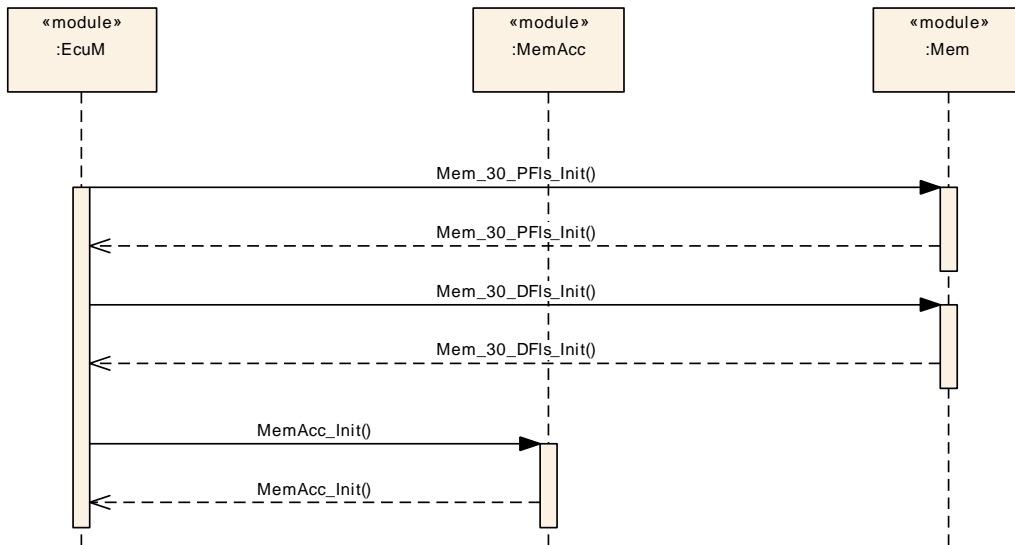 «module»
:EcuM
«module»
:MemAcc
«module»
:Mem
Mem_30_PFls_Init()
Mem_30_PFls_Init()
Mem_30_DFls_Init()
Mem_30_DFls_Init()
MemAcc_Init()
MemAcc_Init()